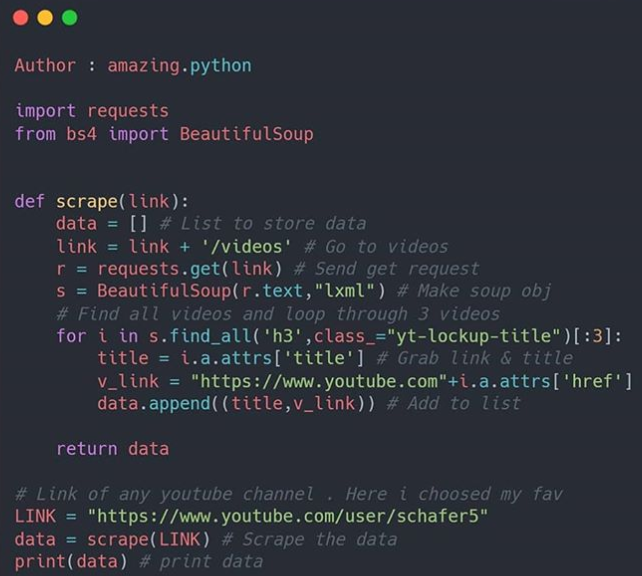 Author : amazing.python
import requests
from bs4 import BeautifulSoup
def scrape(link):
    data = [] # List to store data
    link = link + '/videos' # Go to videos
    r = requests.get(link) # Send get request
    s = BeautifulSoup(r.text,"lxml") # Make soup obj
    # Find all videos and loop through 3 videos
    for i in s.find_all('h3',class_="yt-lockup-title")[:3]:
        title = i.a.attrs['title'] # Grab link & title
        v_link = "https://www.youtube.com"+i.a.attrs['href']
        data.append((title,v_link)) # Add to list
    return data
# Link of any youtube channel . Here i choosed my fav
LINK = "https://www.youtube.com/user/schafer5"
data = scrape(LINK) # Scrape the data
print(data) # print data